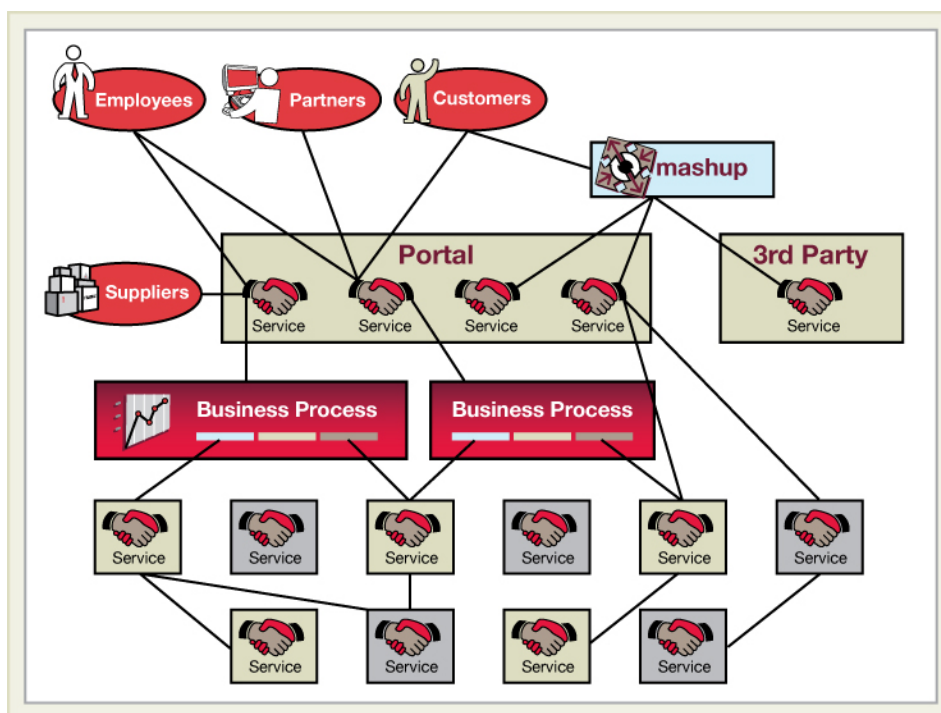 Employees
Partners
Customers
mashup
Portal
3rd Party
Suppliers
Service
Service
Service
Service
Service
Business Process
Business Process
Service
Service
Service
Service
Service
Service
Service
Service
Service
Service